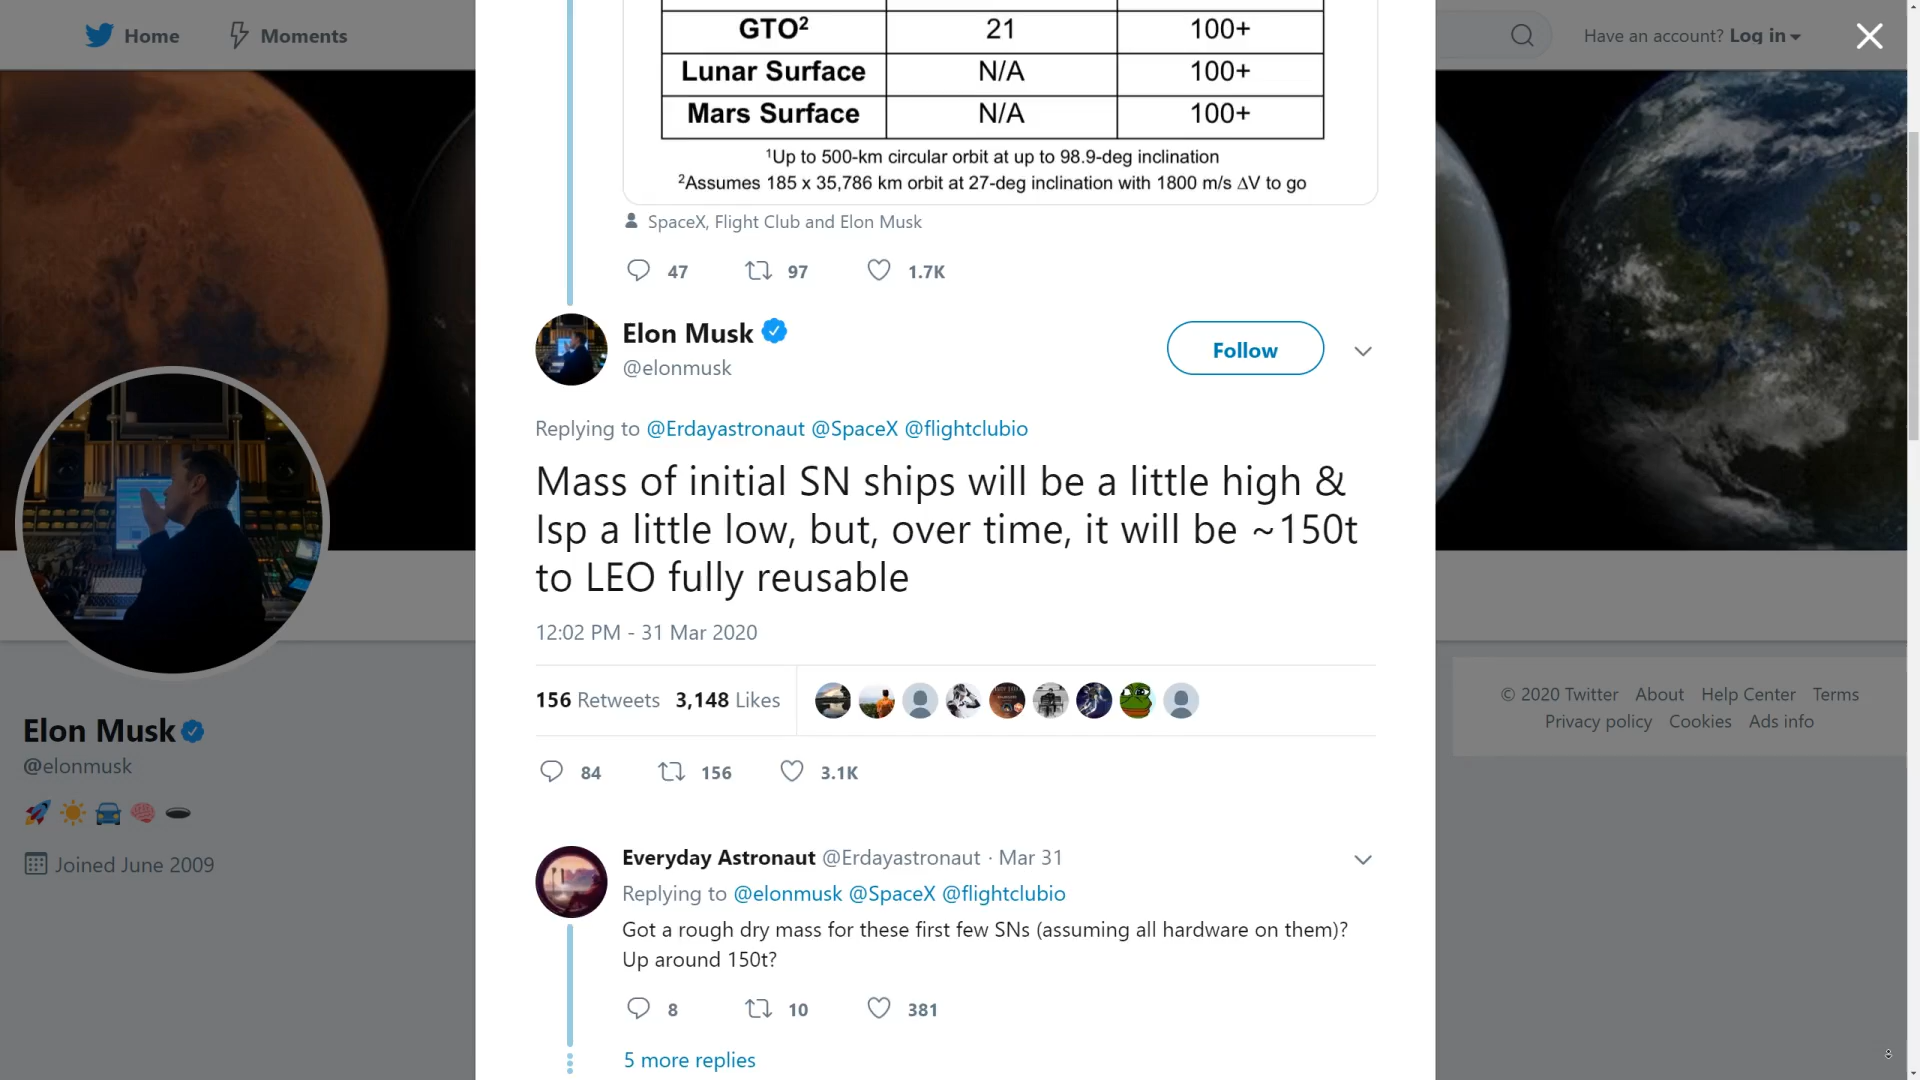 Home
Moments
Have an account? Log in
GTO² 21 100+
Lunar Surface N/A 100+
Mars Surface N/A 100+
¹Up to 500-km circular orbit at up to 98.9-deg inclination
²Assumes 185 x 35,786 km orbit at 27-deg inclination with 1800 m/s ΔV to go
SpaceX, Flight Club and Elon Musk
47 97 1.7K
Elon Musk
@elonmusk
Follow
Replying to @Erdayastronaut @SpaceX @flightclubio
Mass of initial SN ships will be a little high &
Isp a little low, but, over time, it will be ~150t
to LEO fully reusable
12:02 PM - 31 Mar 2020
156 Retweets 3,148 Likes
84 156 3.1K
Everyday Astronaut @Erdayastronaut · Mar 31
Replying to @elonmusk @SpaceX @flightclubio
Got a rough dry mass for these first few SNs (assuming all hardware on them)?
Up around 150t?
8 10 381
5 more replies
Elon Musk
@elonmusk
Joined June 2009
© 2020 Twitter About Help Center Terms
Privacy policy Cookies Ads info